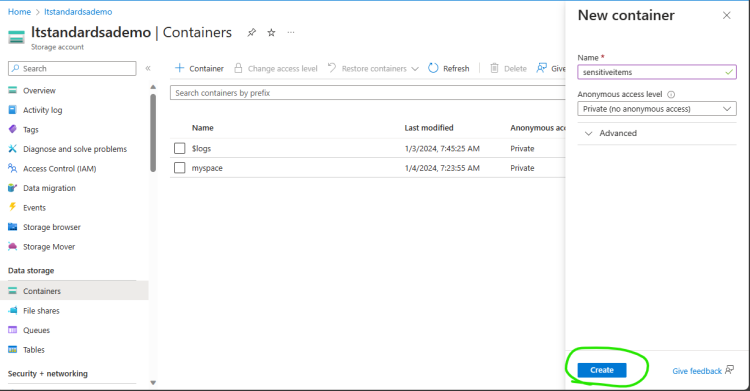 Home > ltstandardsademo >
ltstandardsademo | Containers
Storage account
Search
Overview
Activity log
Tags
Diagnose and solve problems
Access Control (IAM)
Data migration
Events
Storage browser
Storage Mover
Data storage
Containers
File shares
Queues
Tables
Security + networking
+ Container
Change access level
Restore containers
Refresh
Delete
Give
Search containers by prefix
Name Last modified Anonymous acc
$logs 1/3/2024, 7:45:25 AM Private
myspace 1/4/2024, 7:23:55 AM Private
New container
Name *
sensitiveitems
Anonymous access level
Private (no anonymous access)
Advanced
Create
Give feedback